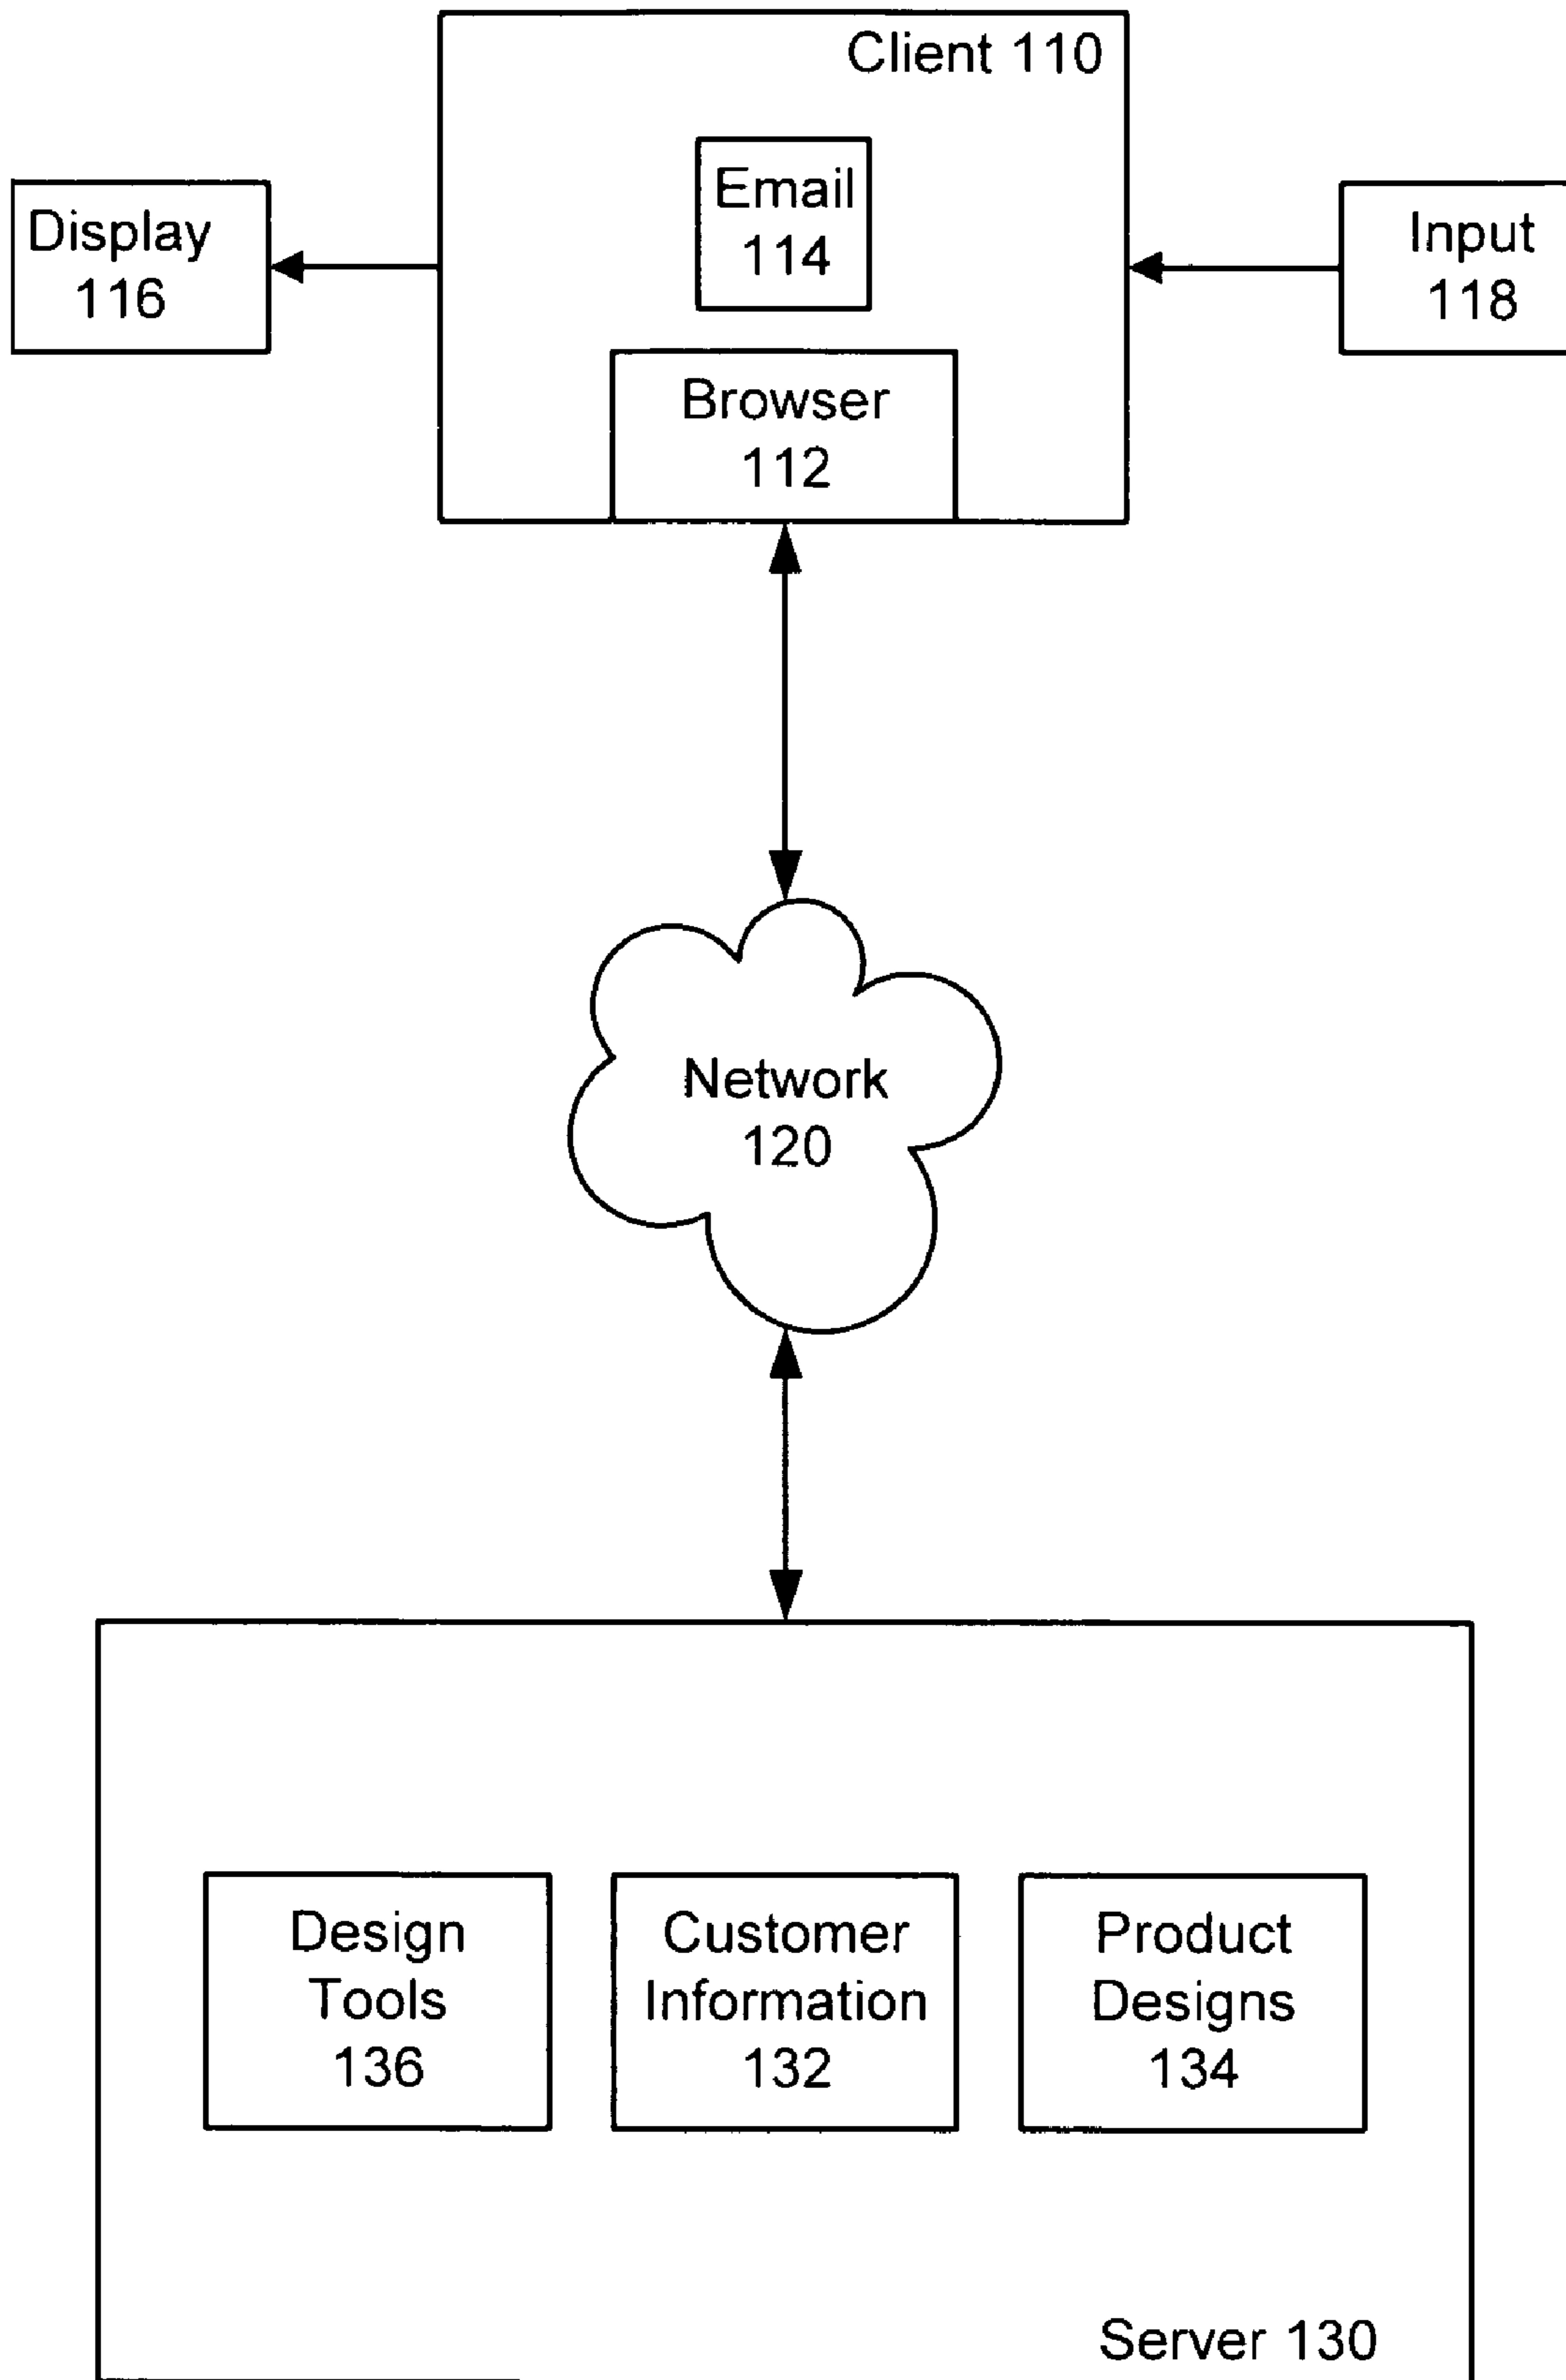 Client 110
Email
114
Display
116
Input
118
Browser
112
Network
120
Design
Tools
136
Customer
Information
132
Product
Designs
134
Server 130